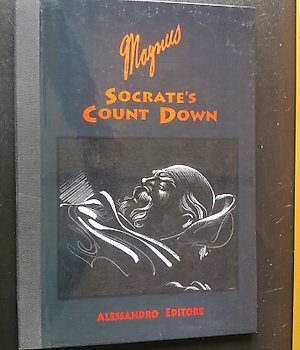 Magnus
SOCRATE'S
COUNT DOWN
ALESSANDRO EDITORE